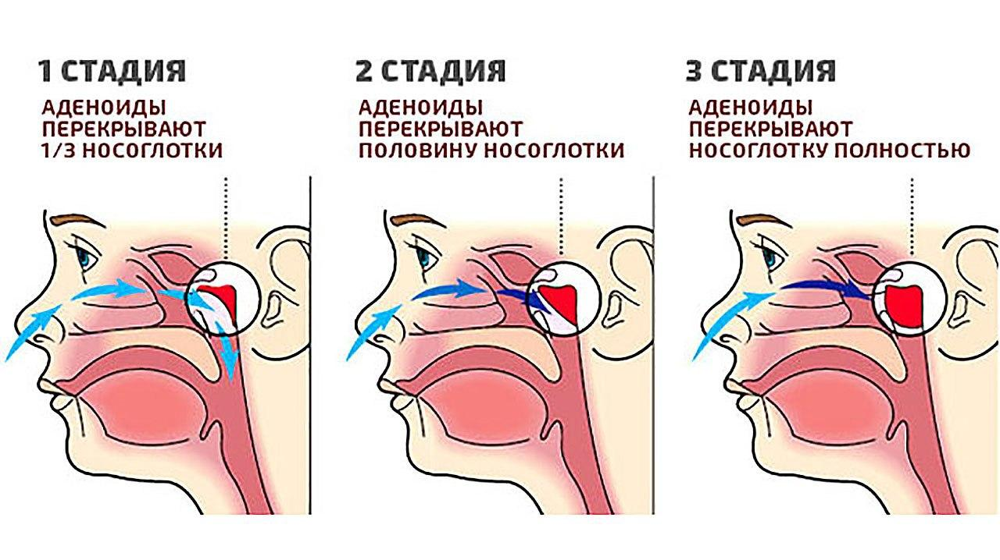 1 СТАДИЯ
АДЕНОИДЫ
ПЕРЕКРЫВАЮТ
1/3 НОСОГЛОТКИ
2 СТАДИЯ
АДЕНОИДЫ
ПЕРЕКРЫВАЮТ
ПОЛОВИНУ НОСОГЛОТКИ
3 СТАДИЯ
АДЕНОИДЫ
ПЕРЕКРЫВАЮТ
НОСОГЛОТКУ ПОЛНОСТЬЮ